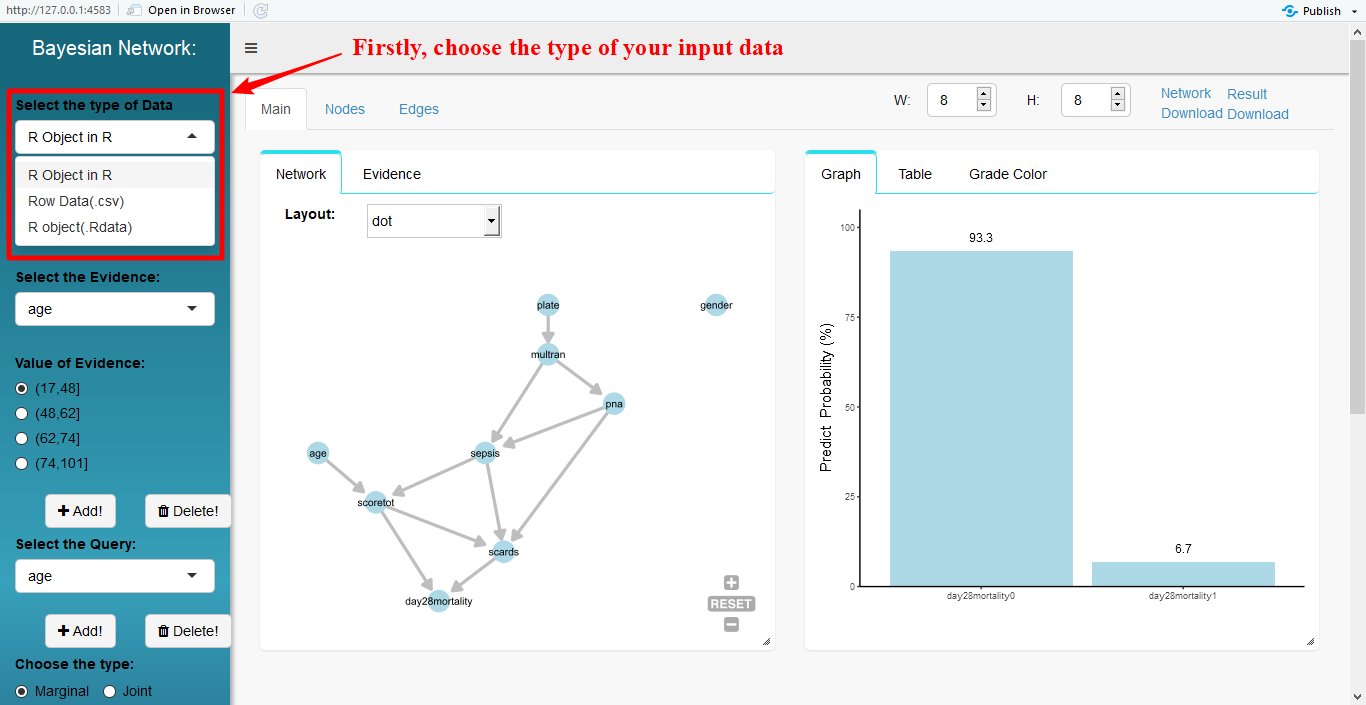 http://127.0.0.1:4583 Open in Browser Publish
Bayesian Network:
Firstly, choose the type of your input data
Select the type of Data
R Object in R
R Object in R
Row Data(.csv)
R object(.Rdata)
Select the Evidence:
age
Value of Evidence:
(17,48]
(48,62]
(62,74]
(74,101]
Add! Delete!
Select the Query:
age
Add! Delete!
Choose the type:
Marginal Joint
Main Nodes Edges
W: 8 H: 8
Network Download
Result Download
Network Evidence
Layout: dot
plate
gender
multran
pna
age
sepsis
scoretot
scards
day28mortality
RESET
Graph Table Grade Color
Predict Probability (%)
100
75
50
25
0
93.3
6.7
day28mortality0
day28mortality1